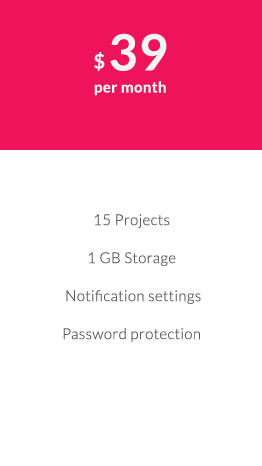 $ 39
per month
15 Projects
1 GB Storage
Notification settings
Password protection